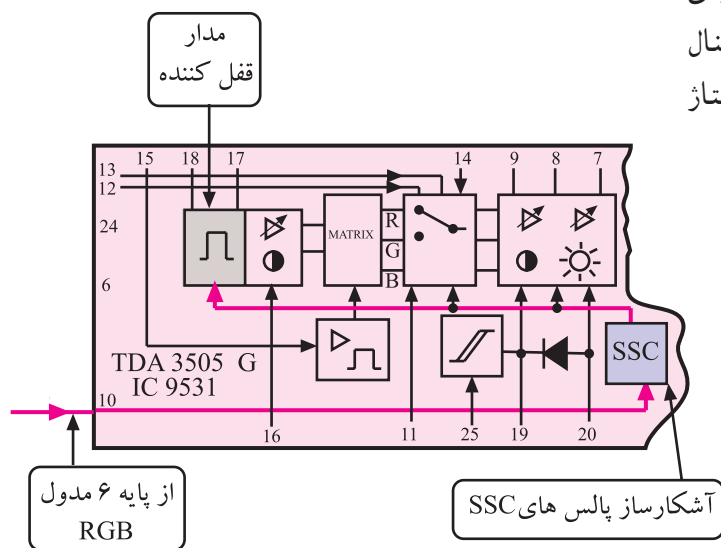 نال
تاژ
مدار
قفل کننده
15 18 17 14 9 8 7
13
12
24
6
R
MATRIX
G
B
TDA 3505 G
IC 9531
SSC
10
16 11 25 19 20
از پایه ۶ مدول
RGB
آشکارساز پالس های SSC